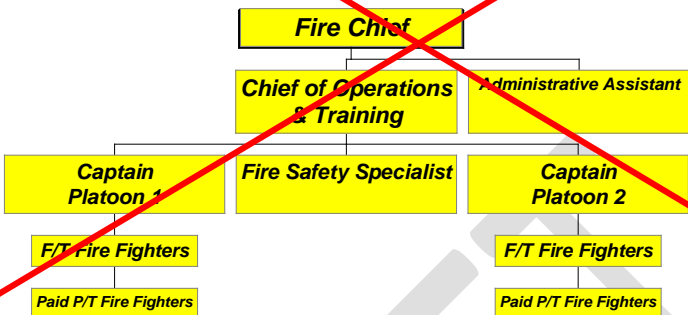 Fire Chief
Chief of Operations
& Training
Administrative Assistant
Captain
Platoon 1
Fire Safety Specialist
Captain
Platoon 2
F/T Fire Fighters
F/T Fire Fighters
Paid P/T Fire Fighters
Paid P/T Fire Fighters